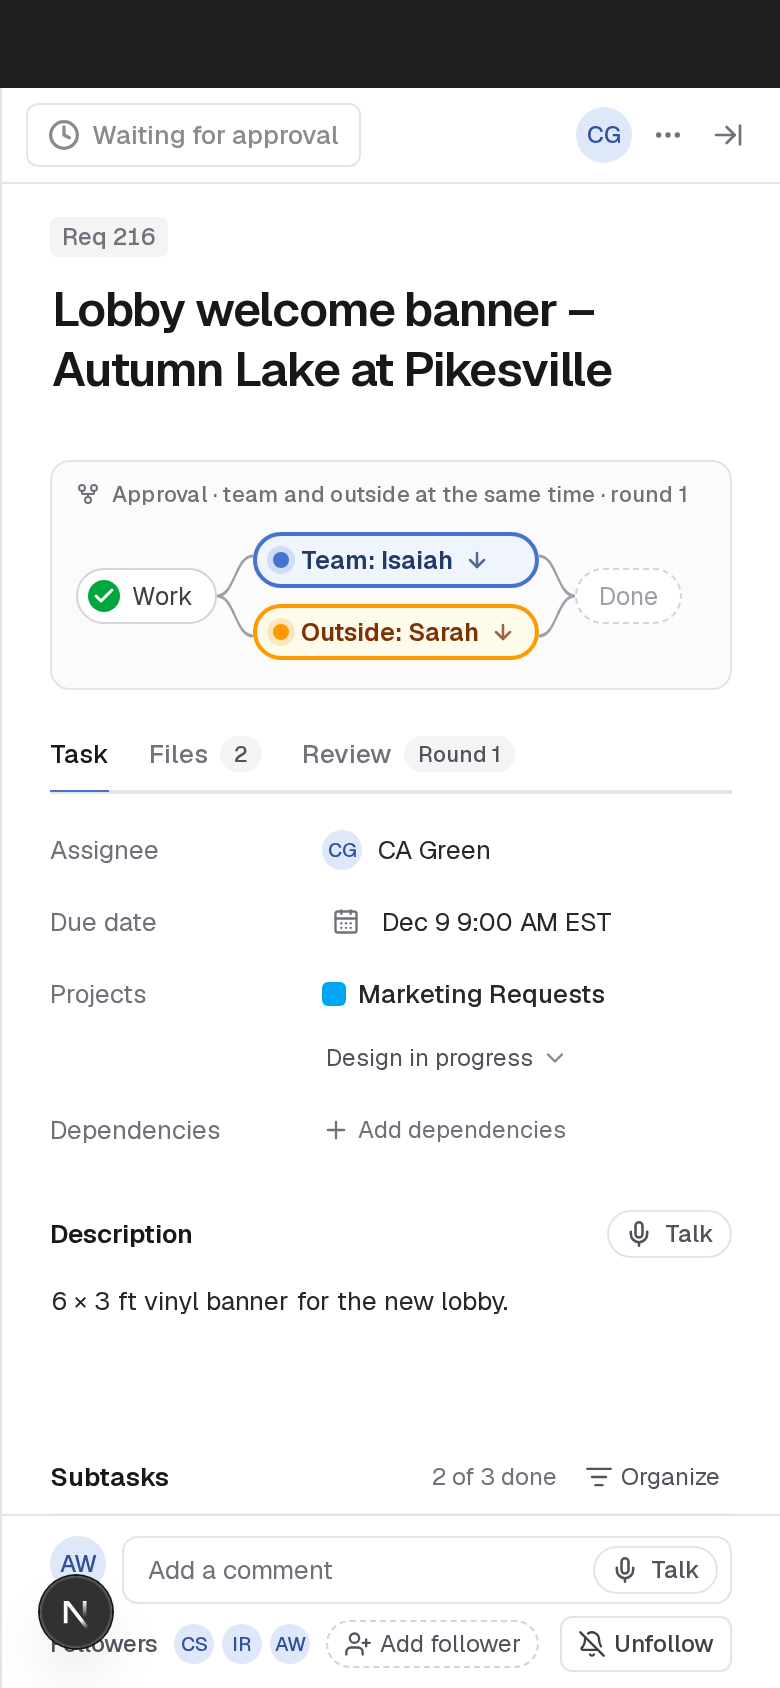 Waiting for approval
CG
Req 216
Lobby welcome banner –
Autumn Lake at Pikesville
Approval · team and outside at the same time · round 1
Team: Isaiah
Work
Done
Outside: Sarah
Task Files 2 Review Round 1
Assignee CG CA Green
Due date Dec 9 9:00 AM EST
Projects Marketing Requests
Design in progress
Dependencies Add dependencies
Description Talk
6 × 3 ft vinyl banner for the new lobby.
Subtasks 2 of 3 done Organize
AW Add a comment Talk
N
Followers CS IR AW Add follower Unfollow